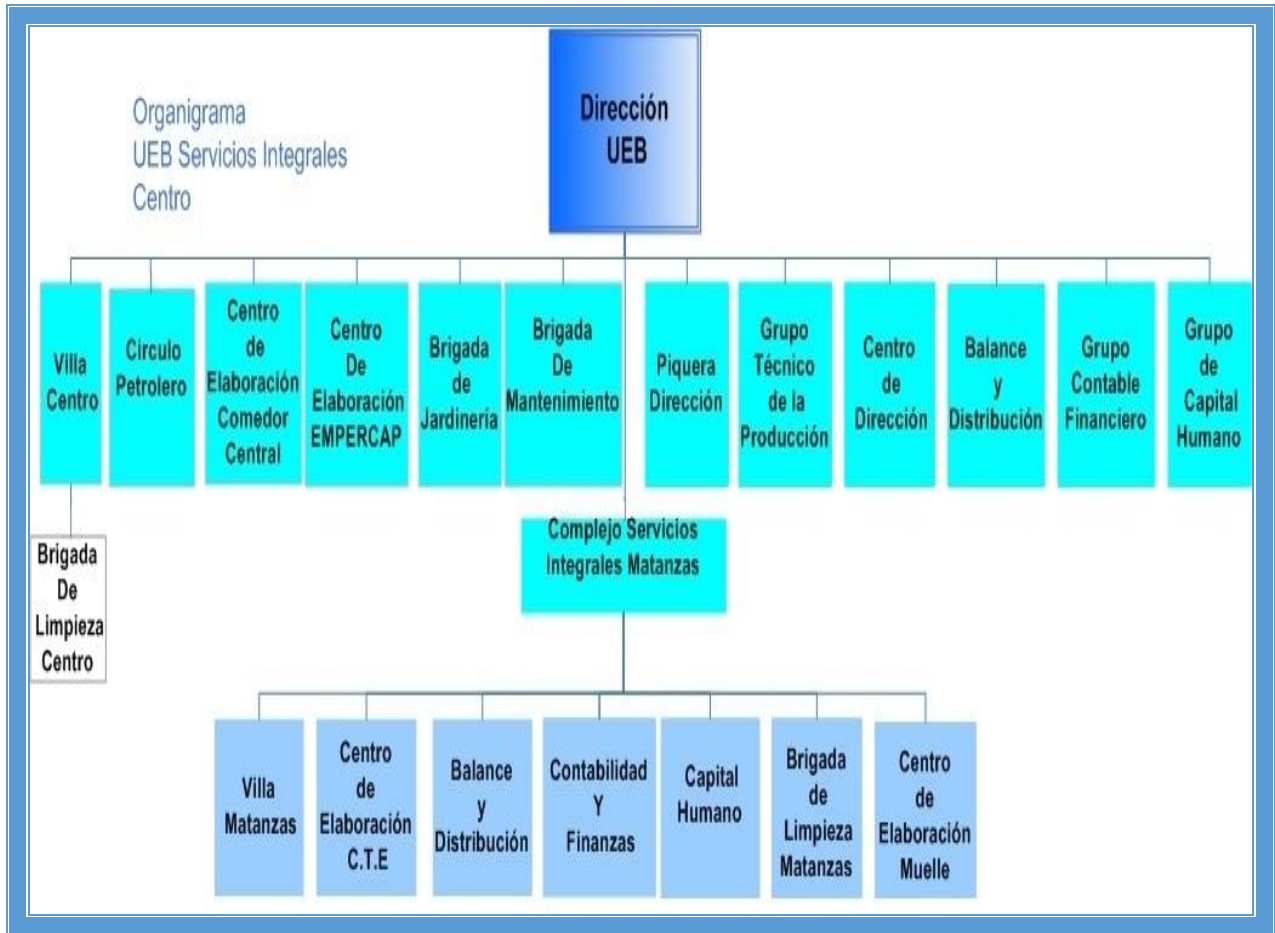 Organigrama
UEB Servicios Integrales
Centro
Dirección
UEB
Villa
Centro
Circulo
Petrolero
Centro
de
Elaboración
Comedor
Central
Centro
De
Elaboración
EMPERCAP
Brigada
de
Jardinería
Brigada
De
Mantenimiento
Piquera
Dirección
Grupo
Técnico
de la
Producción
Centro
de
Dirección
Balance
y
Distribución
Grupo
Contable
Financiero
Grupo
de
Capital
Humano
Brigada
De
Limpieza
Centro
Complejo Servicios
Integrales Matanzas
Villa
Matanzas
Centro
de
Elaboración
C.T.E
Balance
y
Distribución
Contabilidad
Y
Finanzas
Capital
Humano
Brigada
de
Limpieza
Matanzas
Centro
de
Elaboración
Muelle